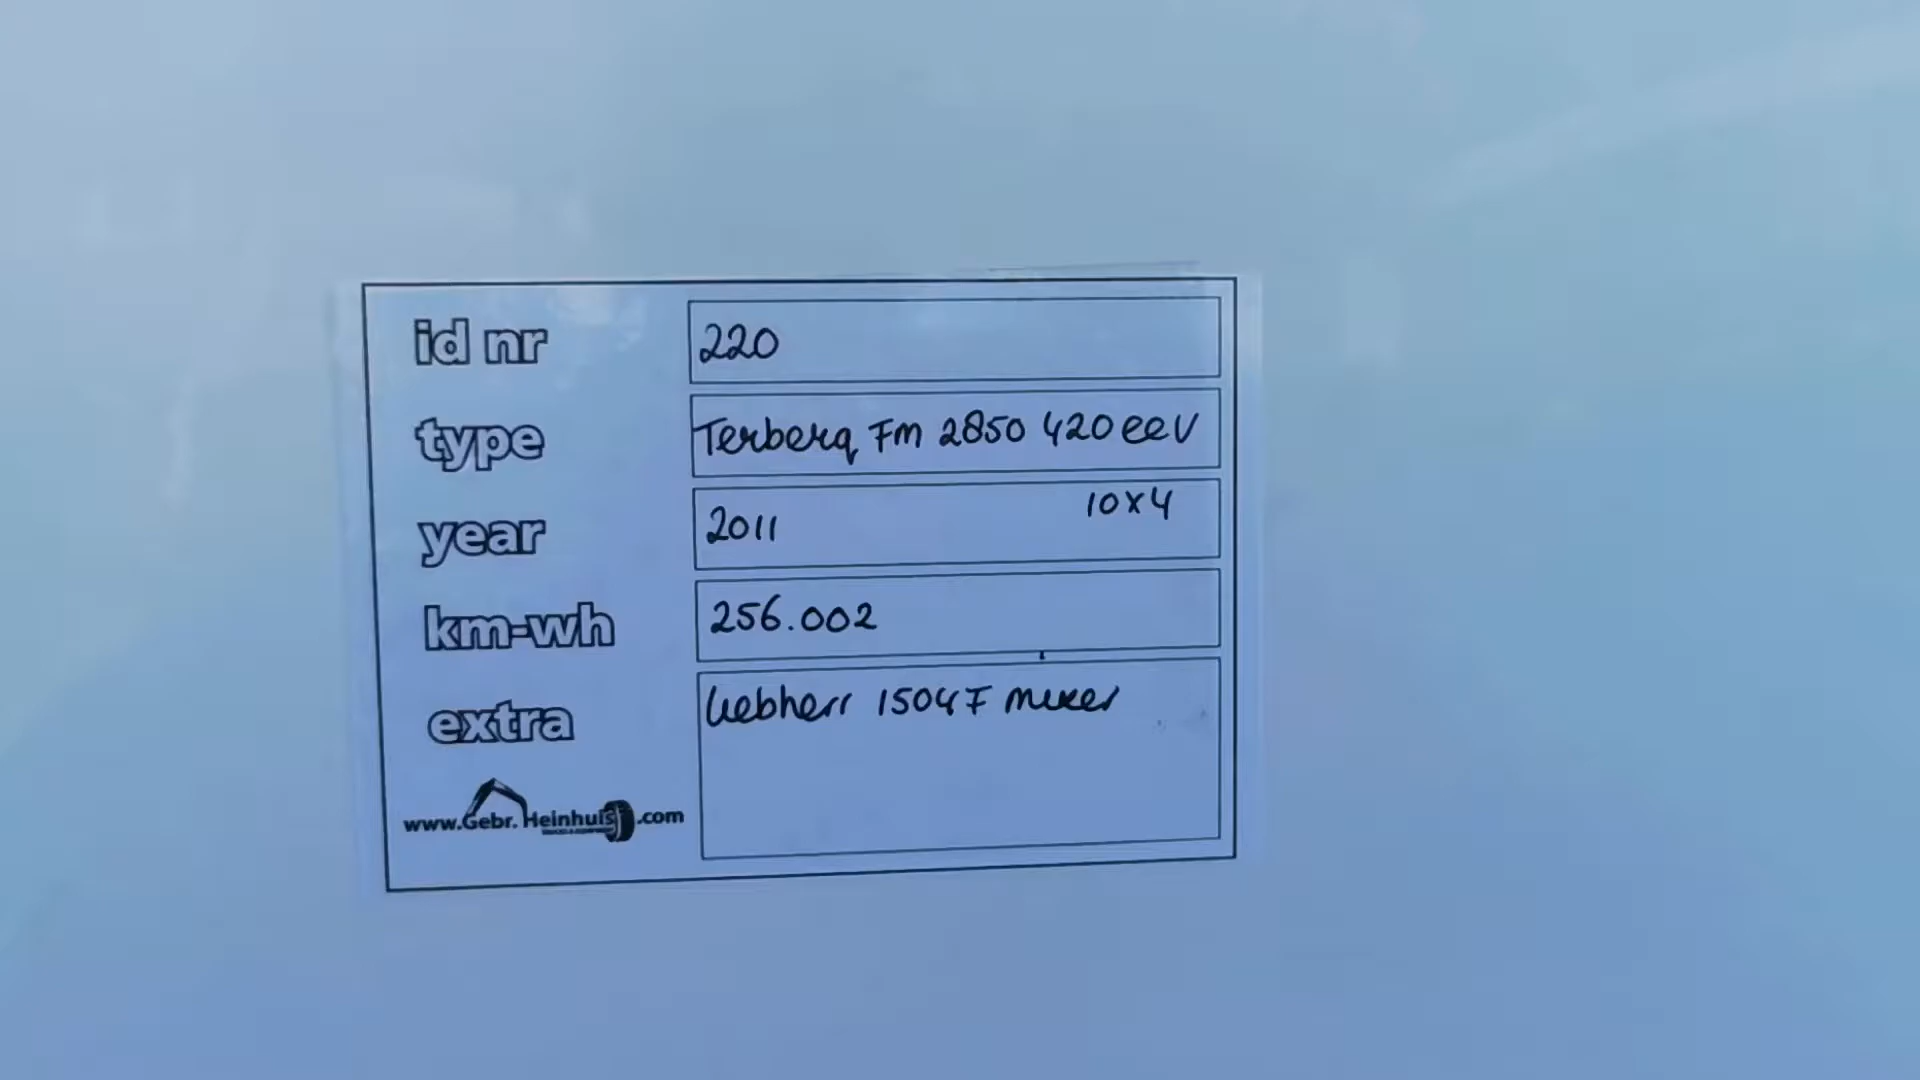 id nr 220
type Terberg FM 2850 420 eeV
year 2011 10x4
km-wh 256.002
extra Liebherr 1504F mixer
www.Gebr.Heinhuis.com